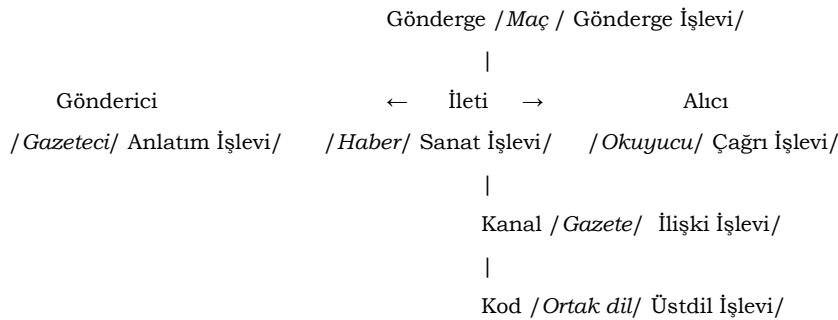 Gönderge /Maç / Gönderge İşlevi/
|
Gönderici ← İleti → Alıcı
/Gazeteci/ Anlatım İşlevi/ /Haber/ Sanat İşlevi/ /Okuyucu/ Çağrı İşlevi/
|
Kanal /Gazete/ İlişki İşlevi/
|
Kod /Ortak dil/ Üstdil İşlevi/